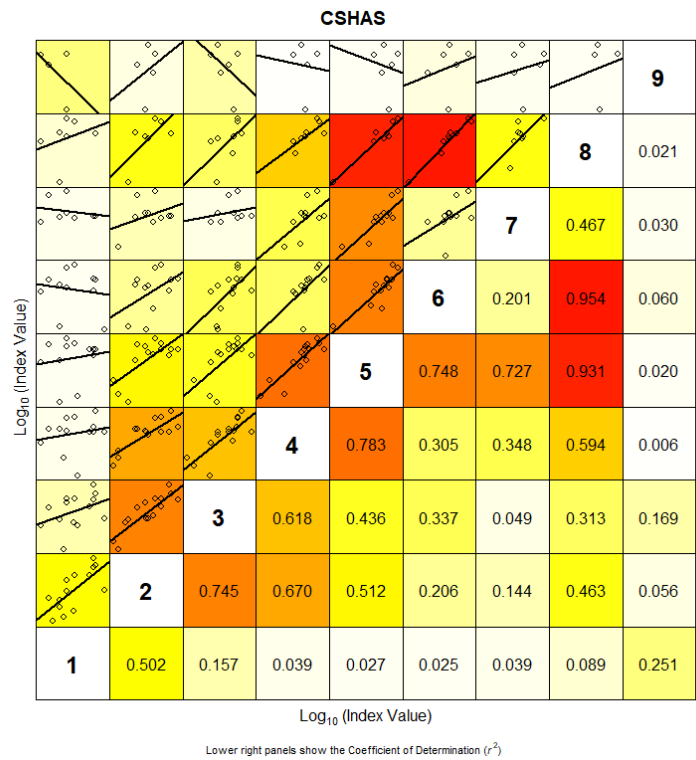 CSHAS
9
8 0.021
7 0.467 0.030
6 0.201 0.954 0.060
5 0.748 0.727 0.931 0.020
4 0.783 0.305 0.348 0.594 0.006
3 0.618 0.436 0.337 0.049 0.313 0.169
2 0.745 0.670 0.512 0.206 0.144 0.463 0.056
1 0.502 0.157 0.039 0.027 0.025 0.039 0.089 0.251
Log₁₀ (Index Value)
Log₁₀ (Index Value)
Lower right panels show the Coefficient of Determination (r²)